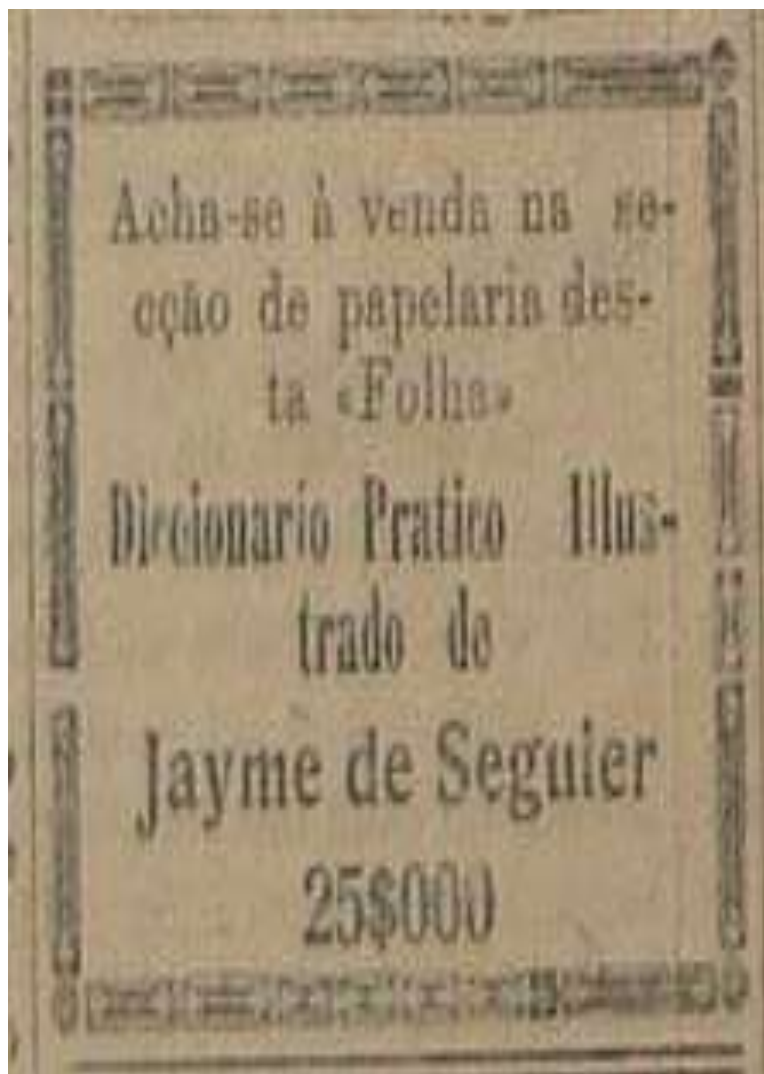 Acha-se à venda na se-
cção de papelaria des-
ta «Folha»
Diccionario Pratico Illus-
trado de
Jayme de Seguier
25$000